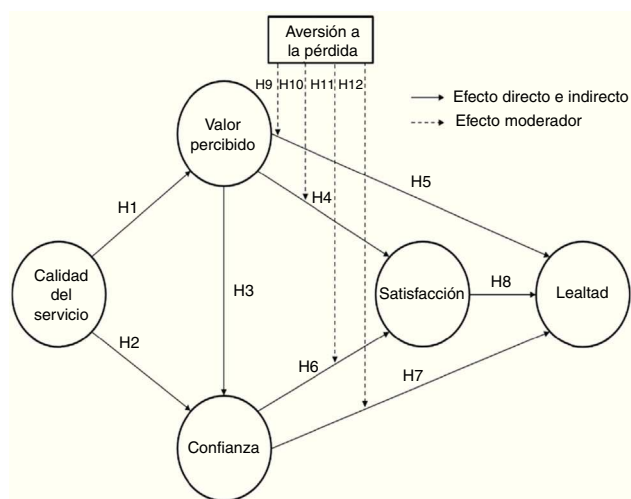 Aversión a
la pérdida
H9 H10 H11 H12
Efecto directo e indirecto
Efecto moderador
Valor
percibido
H5
H4
H1
Calidad
del
servicio
H3
Satisfacción
H8
Lealtad
H2
H6
H7
Confianza